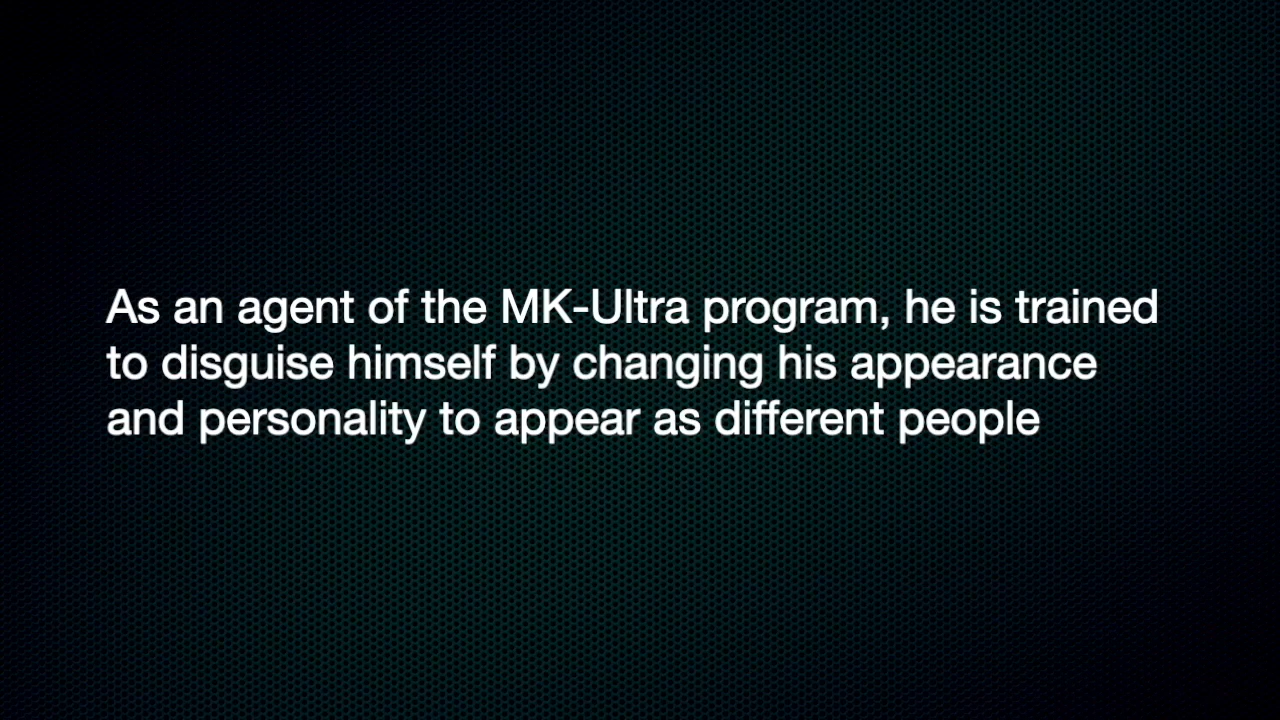 As an agent of the MK-Ultra program, he is trained
to disguise himself by changing his appearance
and personality to appear as different people